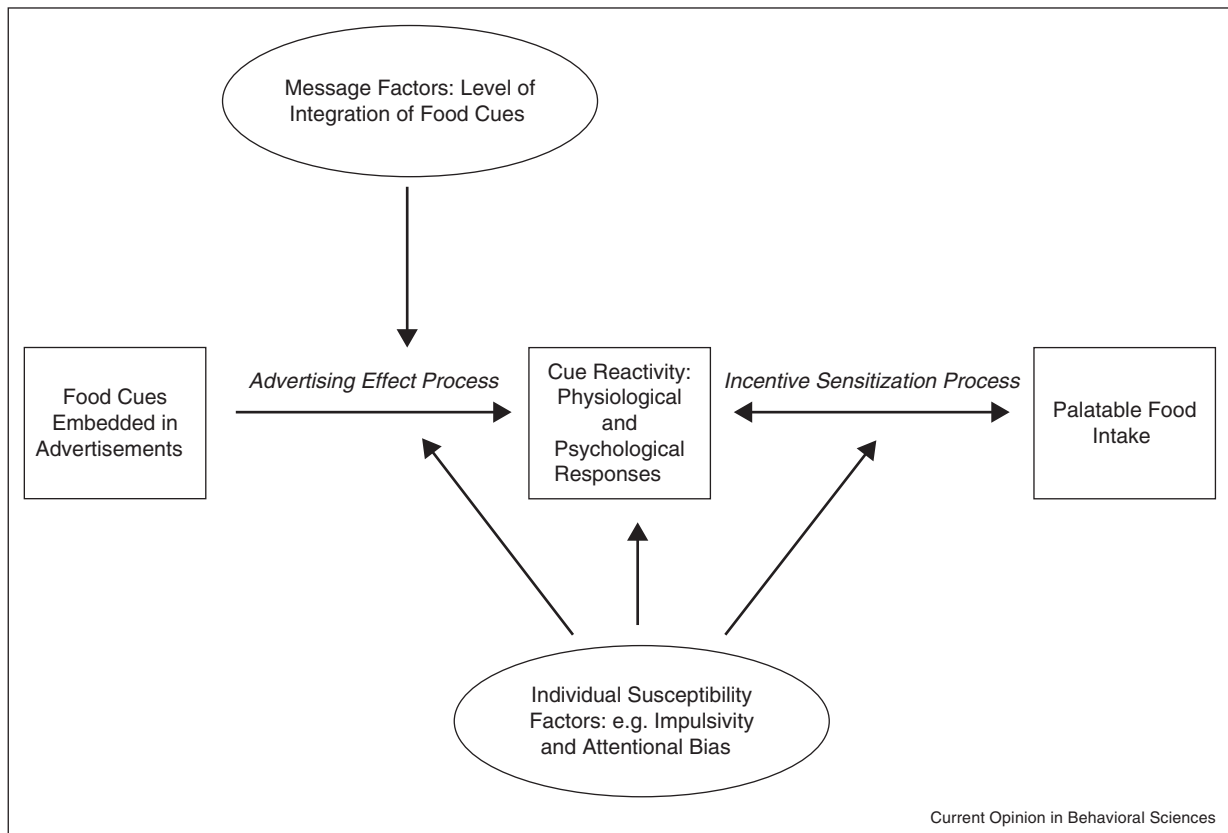 Message Factors: Level of
Integration of Food Cues
Food Cues
Embedded in
Advertisements
Advertising Effect Process
Cue Reactivity:
Physiological
and
Psychological
Responses
Incentive Sensitization Process
Palatable Food
Intake
Individual Susceptibility
Factors: e.g. Impulsivity
and Attentional Bias
Current Opinion in Behavioral Sciences